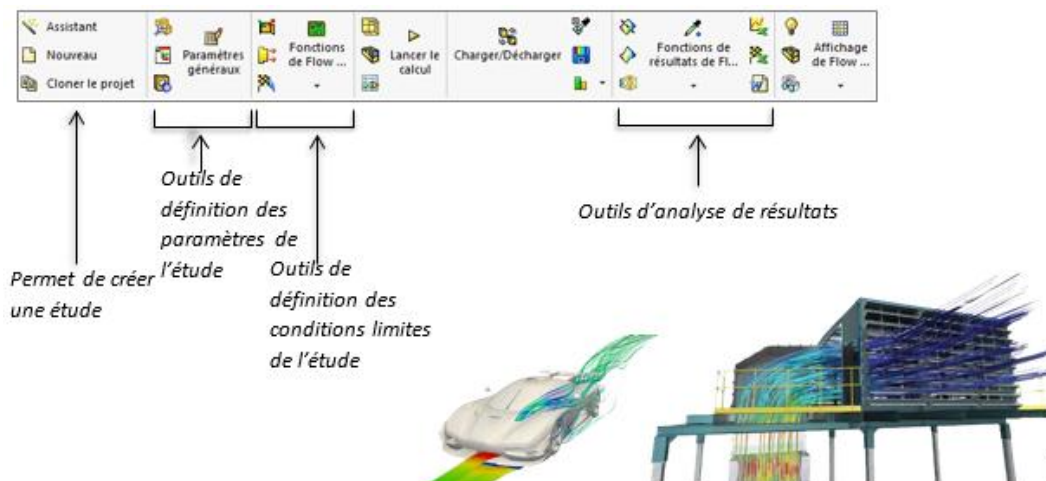 Assistant
Nouveau
Cloner le projet
Paramètres
généraux
Fonctions
de Flow ...
Lancer le
calcul
Charger/Décharger
Fonctions de
résultats de Fl...
Affichage
de Flow ...
Permet de créer
une étude
Outils de
définition des
paramètres de
l'étude
Outils de
définition des
conditions limites
de l'étude
Outils d'analyse de résultats